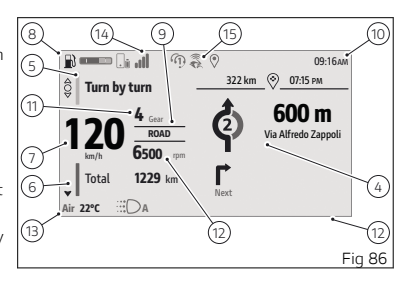 8
14
9
15
10
1
09:16AM
5
Turn by turn
322 km
07:15 PM
11
4 Gear
600 m
ROAD
2
Via Alfredo Zappoli
120
7
km/h
6500 rpm
6
Total 1229 km
Next
4
13
Air 22°C
A
12
12
Fig 86